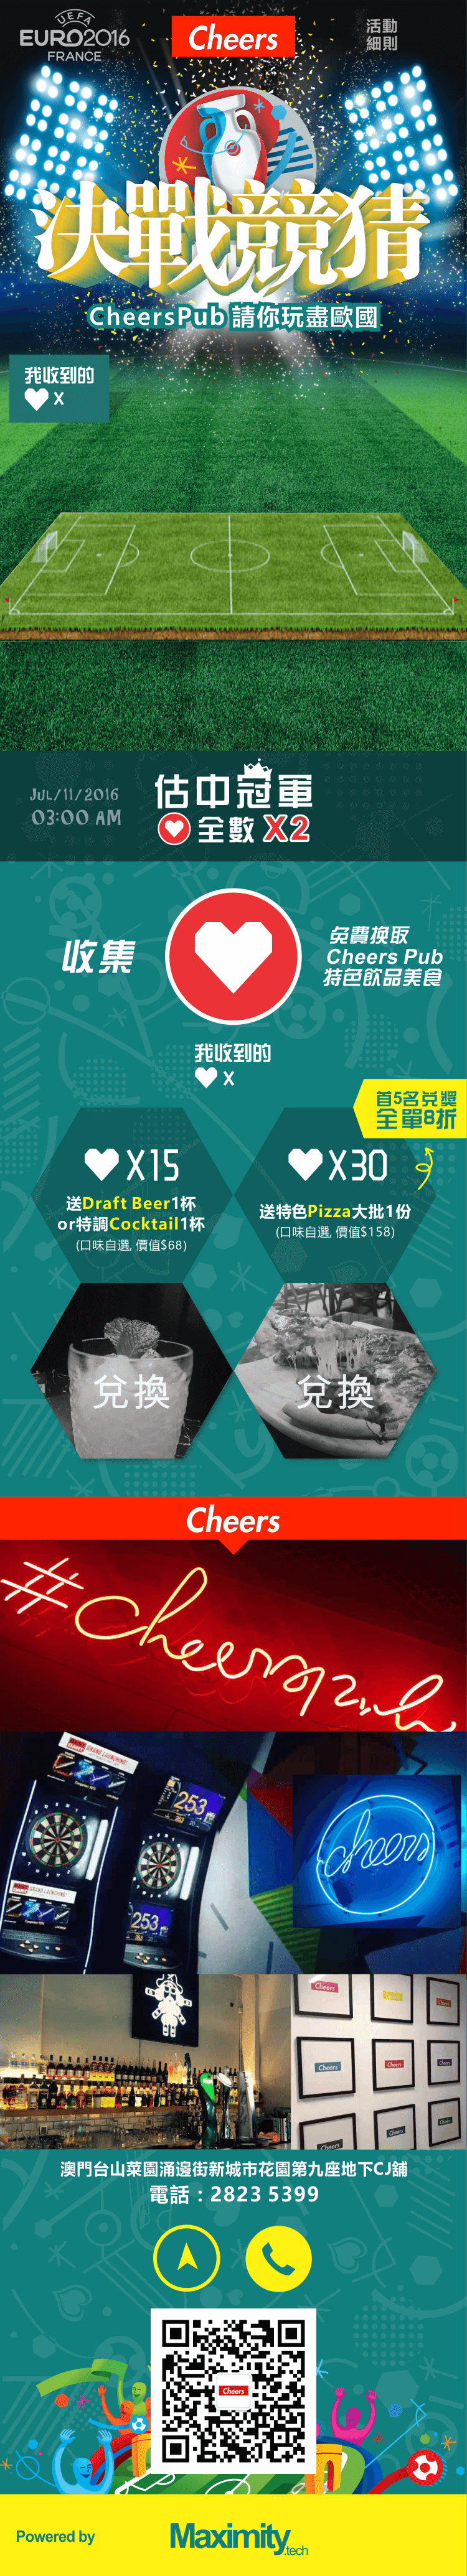 UEFA
EURO2016
FRANCE
Cheers
活動
細則
決戰競猜
CheersPub 請你玩盡歐國
我收到的
X
JUL/11/2016
03:00 AM
估中冠軍
全數 X2
收集
免費換取
Cheers Pub
特色飲品美食
我收到的
X
首5名兌獎
全單8折
X15
送Draft Beer1杯
or特調Cocktail1杯
(口味自選, 價值$68)
X30
送特色Pizza大批1份
(口味自選, 價值$158)
兌換
兌換
Cheers
#cheerspub
253
253
cheers
Cheers
Cheers
Cheers
澳門台山菜園涌邊街新城市花園第九座地下CJ舖
電話：2823 5399
Cheers
Powered by
Maximity.tech